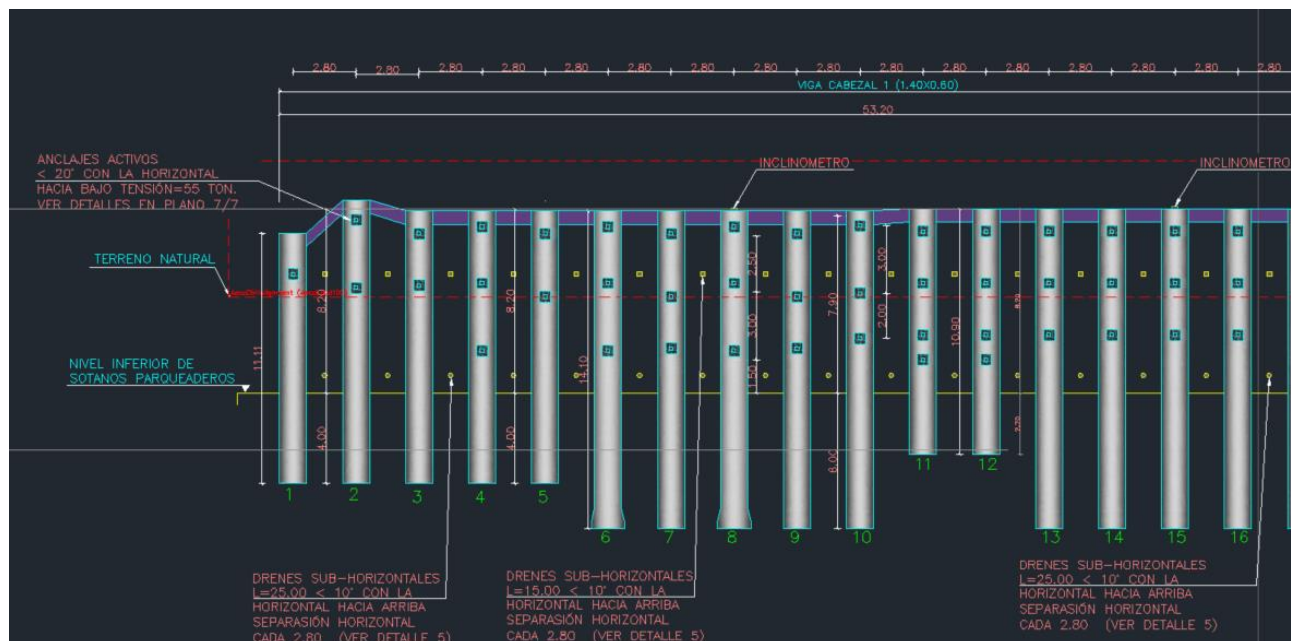 2.80 2.80 2.80 2.80 2.80 2.80 2.80 2.80 2.80 2.80 2.80 2.80 2.80 2.80 2.80 2.80
VIGA CABEZAL 1 (1.40X0.60)
53.20
ANCLAJES ACTIVOS
< 20° CON LA HORIZONTAL
HACIA BAJO TENSIÓN=55 TON.
VER DETALLES EN PLANO 7/7
INCLINOMETRO
INCLINOMETRO
TERRENO NATURAL
8.20
8.20
2.50
7.90
3.00
3.00
2.00
10.90
11.11
14.10
1.50
NIVEL INFERIOR DE
SOTANOS PARQUEADEROS
4.00
4.00
6.00
1 2 3 4 5 6 7 8 9 10 11 12 13 14 15 16
DRENES SUB-HORIZONTALES
L=25.00 < 10° CON LA
HORIZONTAL HACIA ARRIBA
SEPARASIÓN HORIZONTAL
CADA 2.80 (VER DETALLE 5)
DRENES SUB-HORIZONTALES
L=15.00 < 10° CON LA
HORIZONTAL HACIA ARRIBA
SEPARASIÓN HORIZONTAL
CADA 2.80 (VER DETALLE 5)
DRENES SUB-HORIZONTALES
L=25.00 < 10° CON LA
HORIZONTAL HACIA ARRIBA
SEPARASIÓN HORIZONTAL
CADA 2.80 (VER DETALLE 5)